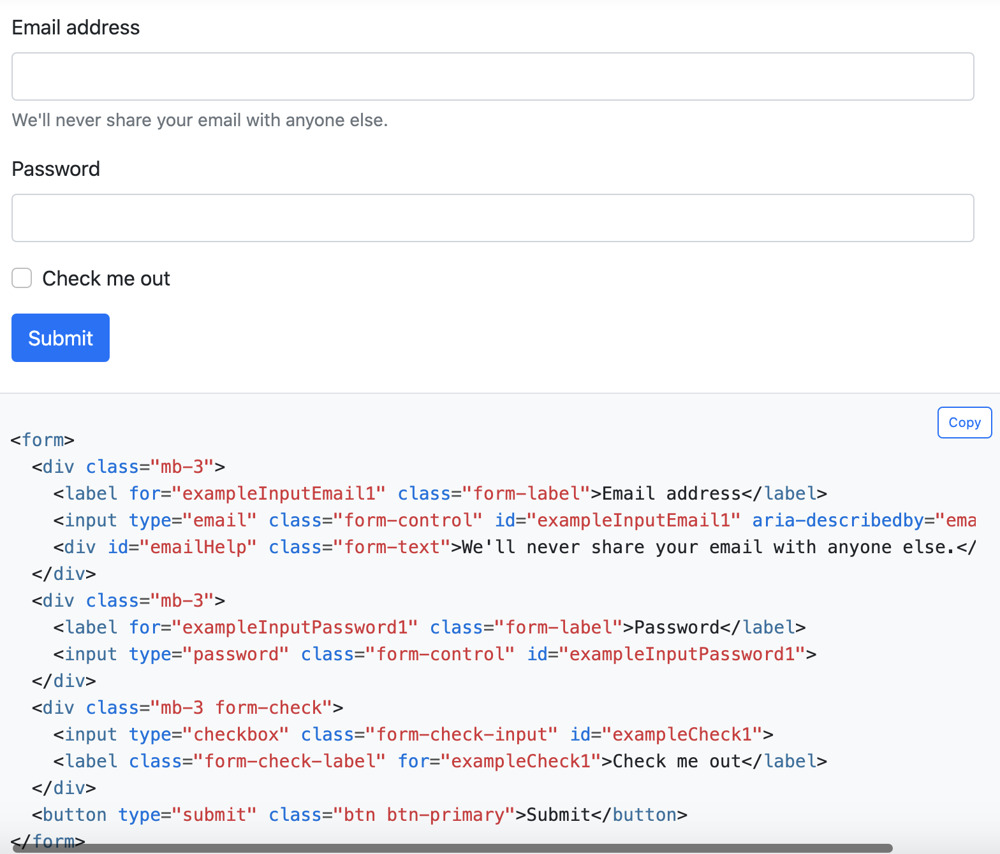 Email address
We'll never share your email with anyone else.
Password
Check me out
Submit
Copy
<form>
  <div class="mb-3">
    <label for="exampleInputEmail1" class="form-label">Email address</label>
    <input type="email" class="form-control" id="exampleInputEmail1" aria-describedby="ema
    <div id="emailHelp" class="form-text">We'll never share your email with anyone else.</
  </div>
  <div class="mb-3">
    <label for="exampleInputPassword1" class="form-label">Password</label>
    <input type="password" class="form-control" id="exampleInputPassword1">
  </div>
  <div class="mb-3 form-check">
    <input type="checkbox" class="form-check-input" id="exampleCheck1">
    <label class="form-check-label" for="exampleCheck1">Check me out</label>
  </div>
  <button type="submit" class="btn btn-primary">Submit</button>
</form>